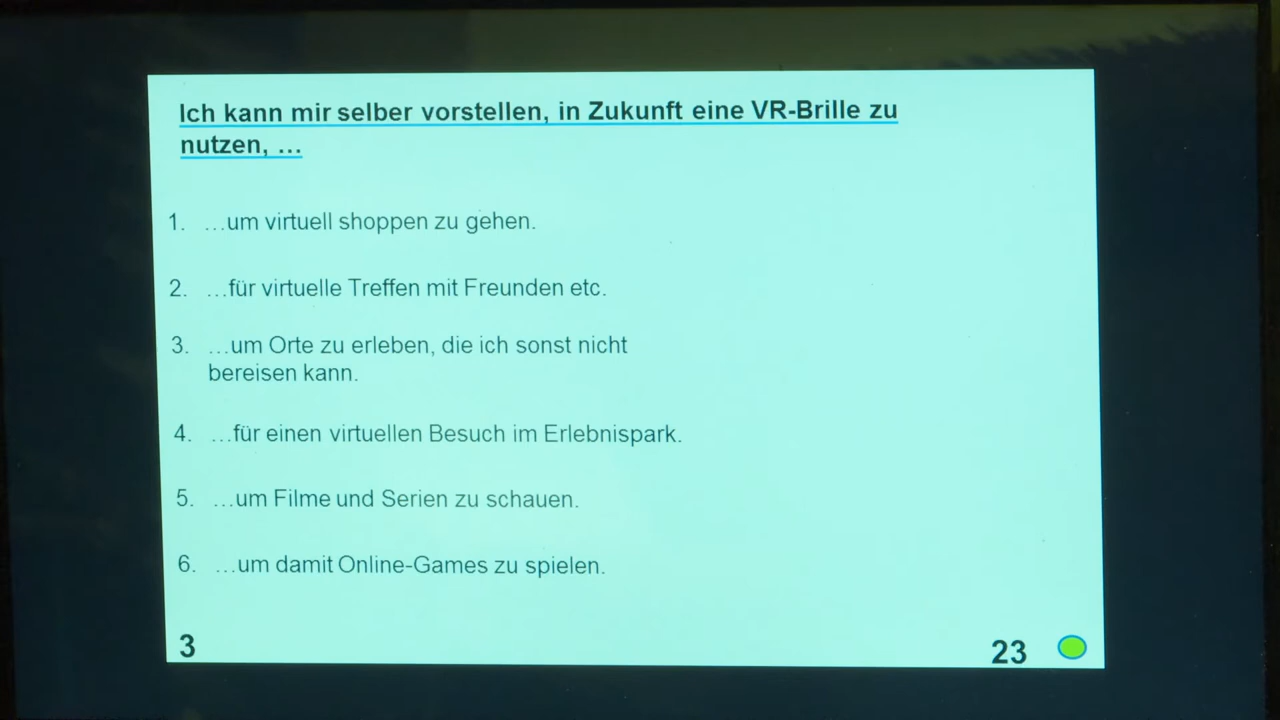 Ich kann mir selber vorstellen, in Zukunft eine VR-Brille zu
nutzen, …
1. …um virtuell shoppen zu gehen.
2. …für virtuelle Treffen mit Freunden etc.
3. …um Orte zu erleben, die ich sonst nicht
bereisen kann.
4. …für einen virtuellen Besuch im Erlebnispark.
5. …um Filme und Serien zu schauen.
6. …um damit Online-Games zu spielen.
3
23